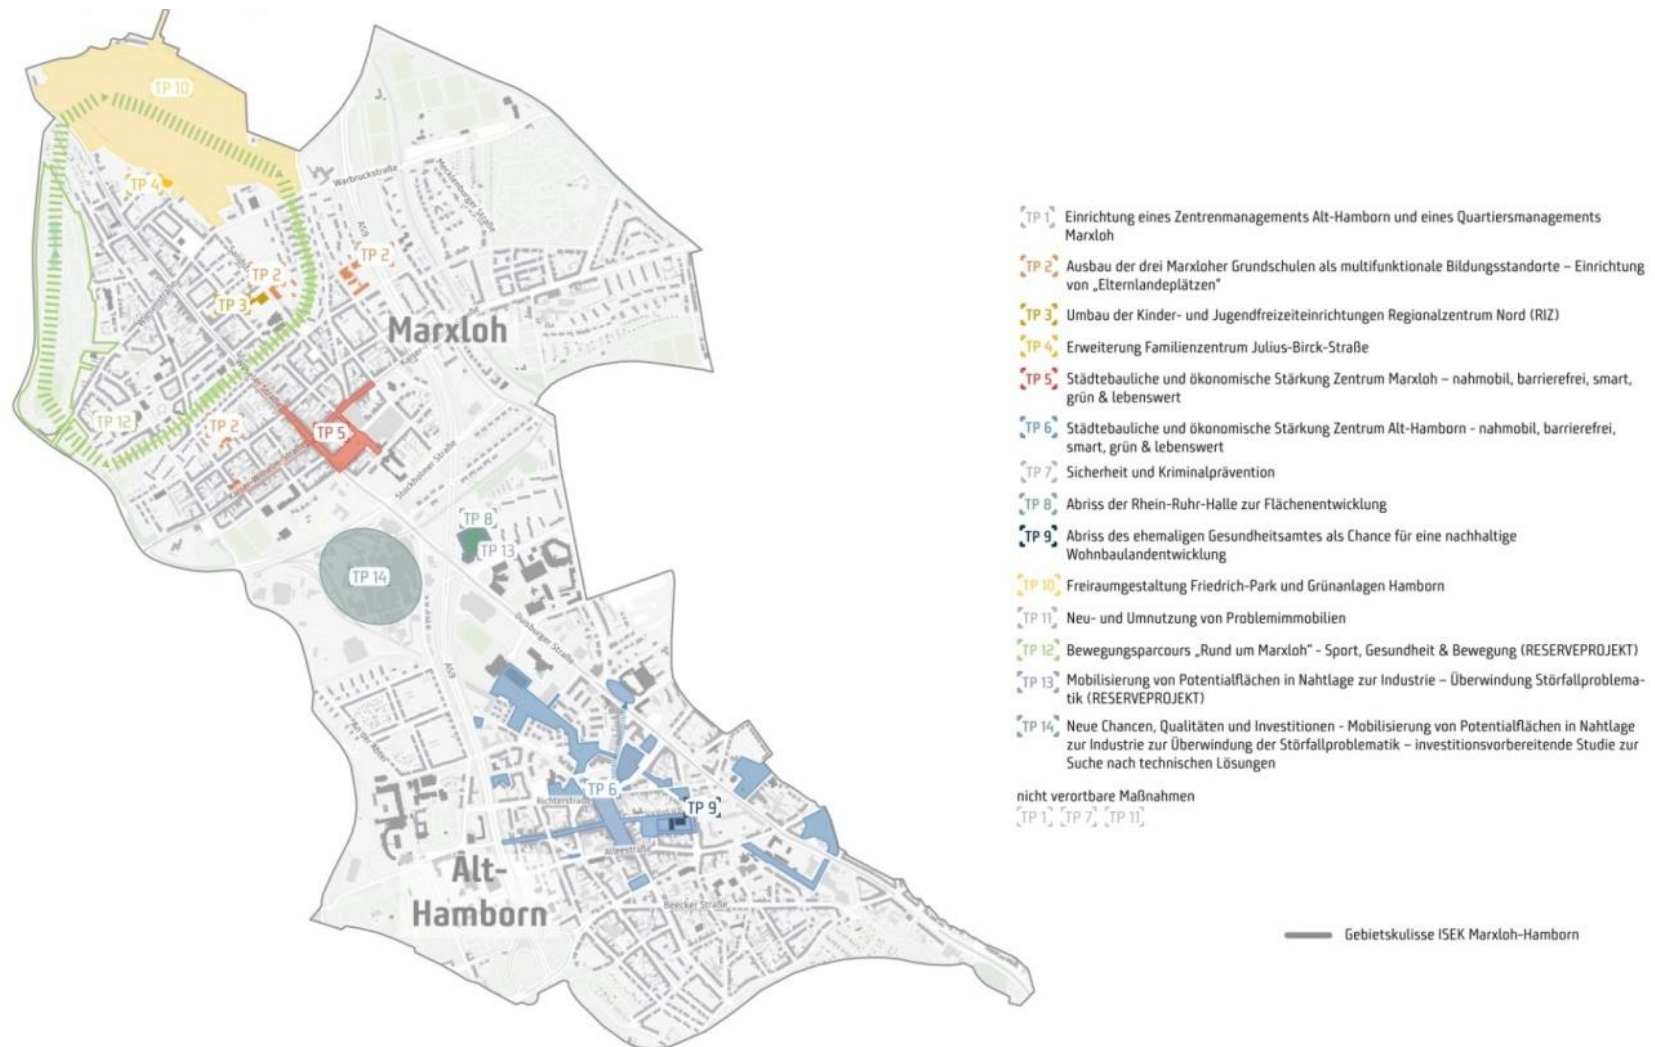 TP 10
TP 4
Warbruckstraße
Mecklenburger Straße
A59
TP 2
TP 2
TP 3
Marxloh
TP 12
TP 2
TP 5
Stockholmer Straße
TP 8
TP 13
TP 14
Duisburger Straße
A59
An der Abtei
TP 6
Richterstraße
TP 9
Alleestraße
Alt-
Hamborn
Beecker Straße
TP 1 Einrichtung eines Zentrenmanagements Alt-Hamborn und eines Quartiersmanagements
Marxloh
TP 2 Ausbau der drei Marxloher Grundschulen als multifunktionale Bildungsstandorte – Einrichtung
von „Elternlandeplätzen“
TP 3 Umbau der Kinder- und Jugendfreizeiteinrichtungen Regionalzentrum Nord (RIZ)
TP 4 Erweiterung Familienzentrum Julius-Birck-Straße
TP 5 Städtebauliche und ökonomische Stärkung Zentrum Marxloh – nahmobil, barrierefrei, smart,
grün & lebenswert
TP 6 Städtebauliche und ökonomische Stärkung Zentrum Alt-Hamborn - nahmobil, barrierefrei,
smart, grün & lebenswert
TP 7 Sicherheit und Kriminalprävention
TP 8 Abriss der Rhein-Ruhr-Halle zur Flächenentwicklung
TP 9 Abriss des ehemaligen Gesundheitsamtes als Chance für eine nachhaltige
Wohnbaulandentwicklung
TP 10 Freiraumgestaltung Friedrich-Park und Grünanlagen Hamborn
TP 11 Neu- und Umnutzung von Problemimmobilien
TP 12 Bewegungsparcours „Rund um Marxloh“ - Sport, Gesundheit & Bewegung (RESERVEPROJEKT)
TP 13 Mobilisierung von Potentialflächen in Nahtlage zur Industrie – Überwindung Störfallproblema-
tik (RESERVEPROJEKT)
TP 14 Neue Chancen, Qualitäten und Investitionen - Mobilisierung von Potentialflächen in Nahtlage
zur Industrie zur Überwindung der Störfallproblematik – investitionsvorbereitende Studie zur
Suche nach technischen Lösungen
nicht verortbare Maßnahmen
TP 1 TP 7 TP 11
Gebietskulisse ISEK Marxloh-Hamborn